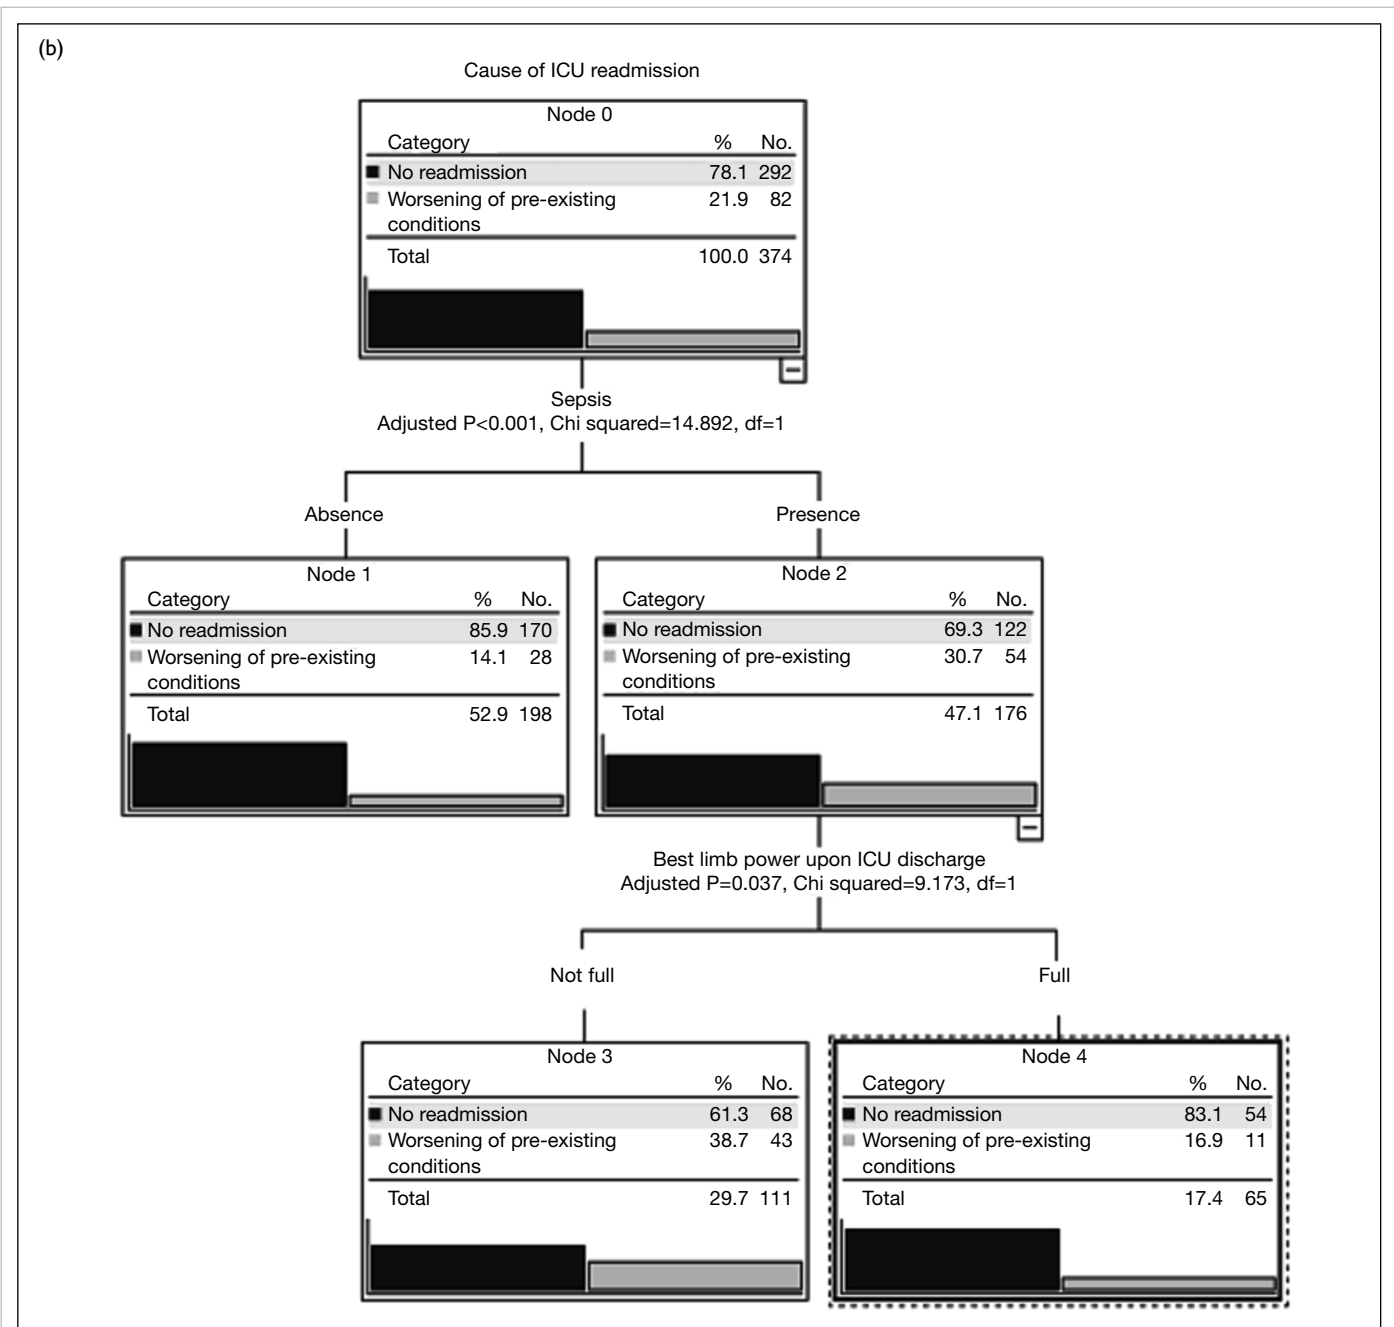 (b)
Cause of ICU readmission
Node 0
Category % No.
No readmission 78.1 292
Worsening of pre-existing 21.9 82
conditions
Total 100.0 374
Sepsis
Adjusted P<0.001, Chi squared=14.892, df=1
Absence Presence
Node 1
Category % No.
No readmission 85.9 170
Worsening of pre-existing 14.1 28
conditions
Total 52.9 198
Node 2
Category % No.
No readmission 69.3 122
Worsening of pre-existing 30.7 54
conditions
Total 47.1 176
Best limb power upon ICU discharge
Adjusted P=0.037, Chi squared=9.173, df=1
Not full Full
Node 3
Category % No.
No readmission 61.3 68
Worsening of pre-existing 38.7 43
conditions
Total 29.7 111
Node 4
Category % No.
No readmission 83.1 54
Worsening of pre-existing 16.9 11
conditions
Total 17.4 65